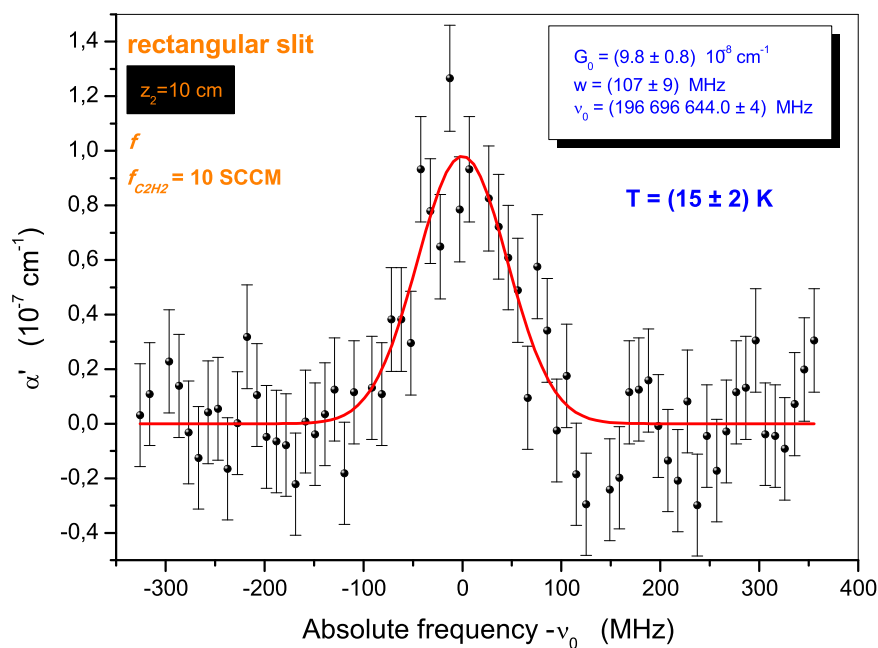 rectangular slit
z₂=10 cm
f
f_C2H2 = 10 SCCM
G₀ = (9.8 ± 0.8) 10⁻⁸ cm⁻¹
w = (107 ± 9) MHz
ν₀ = (196 696 644.0 ± 4) MHz
T = (15 ± 2) K
α' (10⁻⁷ cm⁻¹)
1,4
1,2
1,0
0,8
0,6
0,4
0,2
0,0
-0,2
-0,4
-300 -200 -100 0 100 200 300 400
Absolute frequency -ν₀ (MHz)